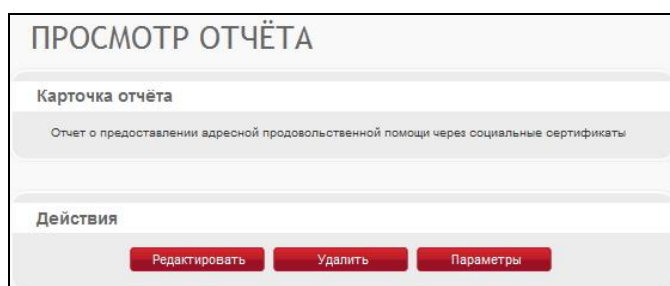 ПРОСМОТР ОТЧЁТА
Карточка отчёта
Отчет о предоставлении адресной продовольственной помощи через социальные сертификаты
Действия
Редактировать Удалить Параметры